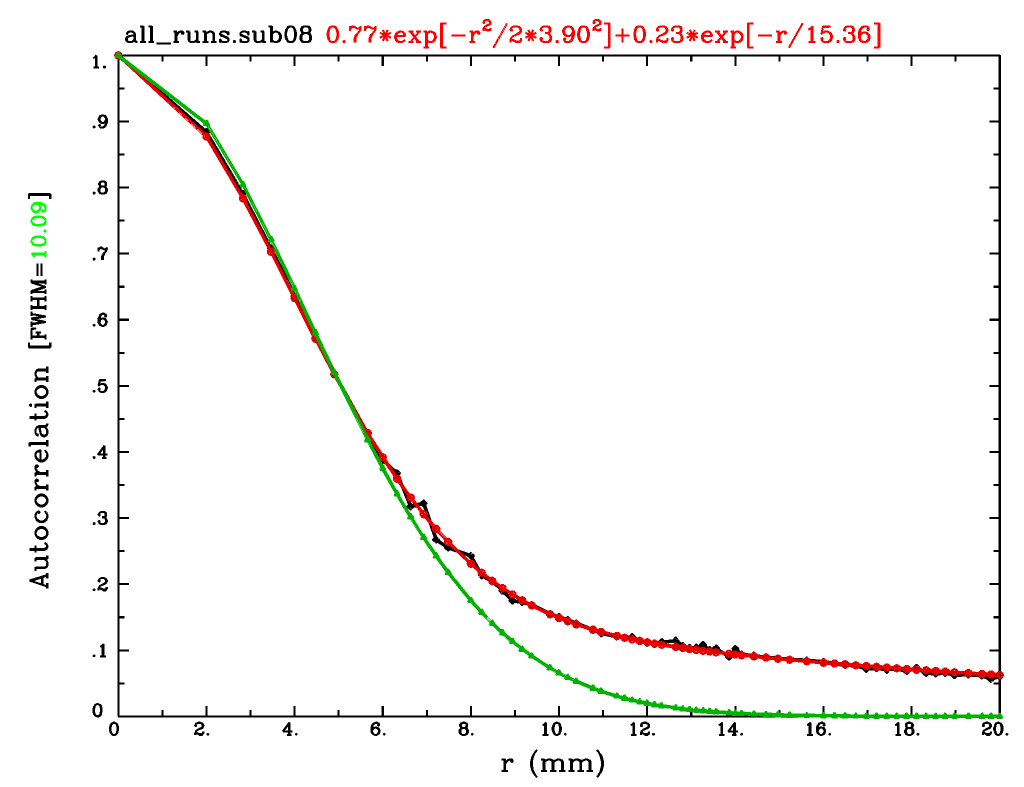 all_runs.sub08 0.77*exp[-r²/2*3.90²]+0.23*exp[-r/15.36]
1.
.9
.8
.7
.6
.5
.4
.3
.2
.1
0
Autocorrelation [FWHM=10.09]
0. 2. 4. 6. 8. 10. 12. 14. 16. 18. 20.
r (mm)